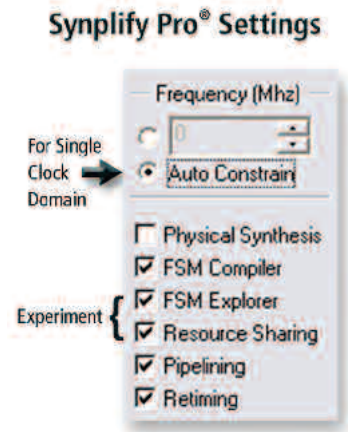 Synplify Pro® Settings
Frequency (Mhz)
0
For Single
Clock
Domain
Auto Constrain
Physical Synthesis
FSM Compiler
Experiment
FSM Explorer
Resource Sharing
Pipelining
Retiming